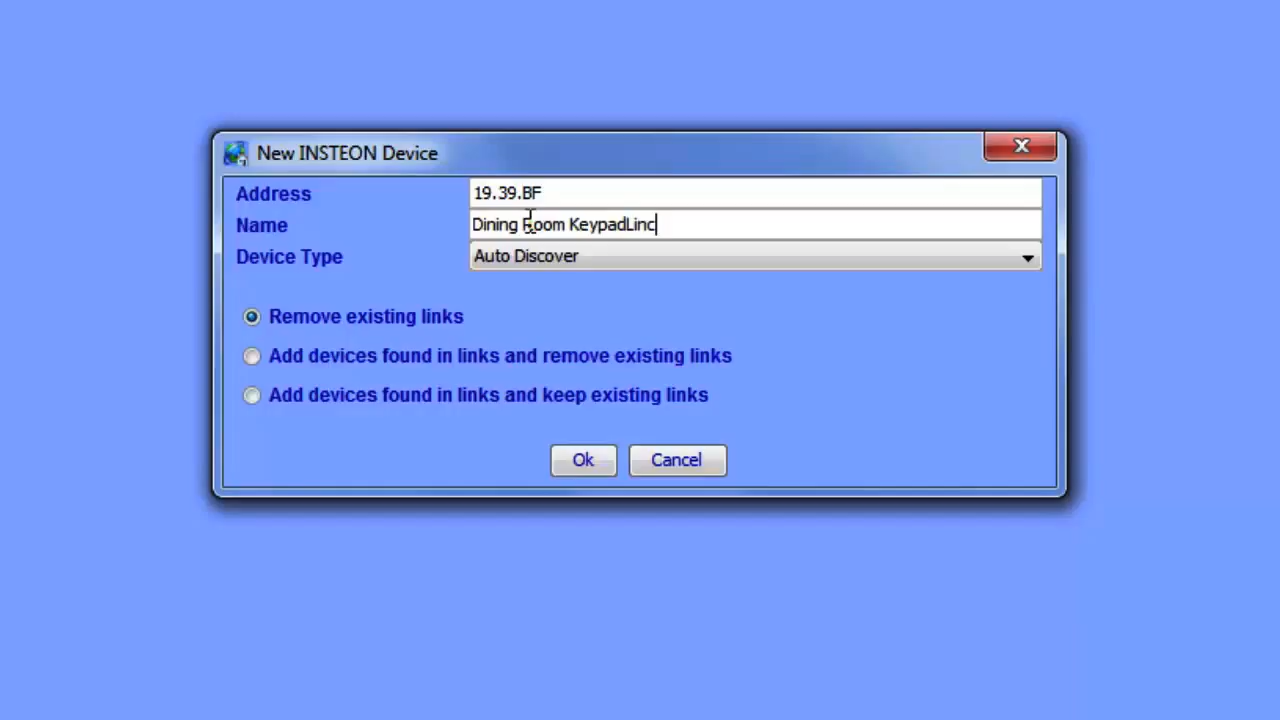 New INSTEON Device
Address 19.39.BF
Name Dining Room KeypadLinc
Device Type Auto Discover
Remove existing links
Add devices found in links and remove existing links
Add devices found in links and keep existing links
Ok Cancel